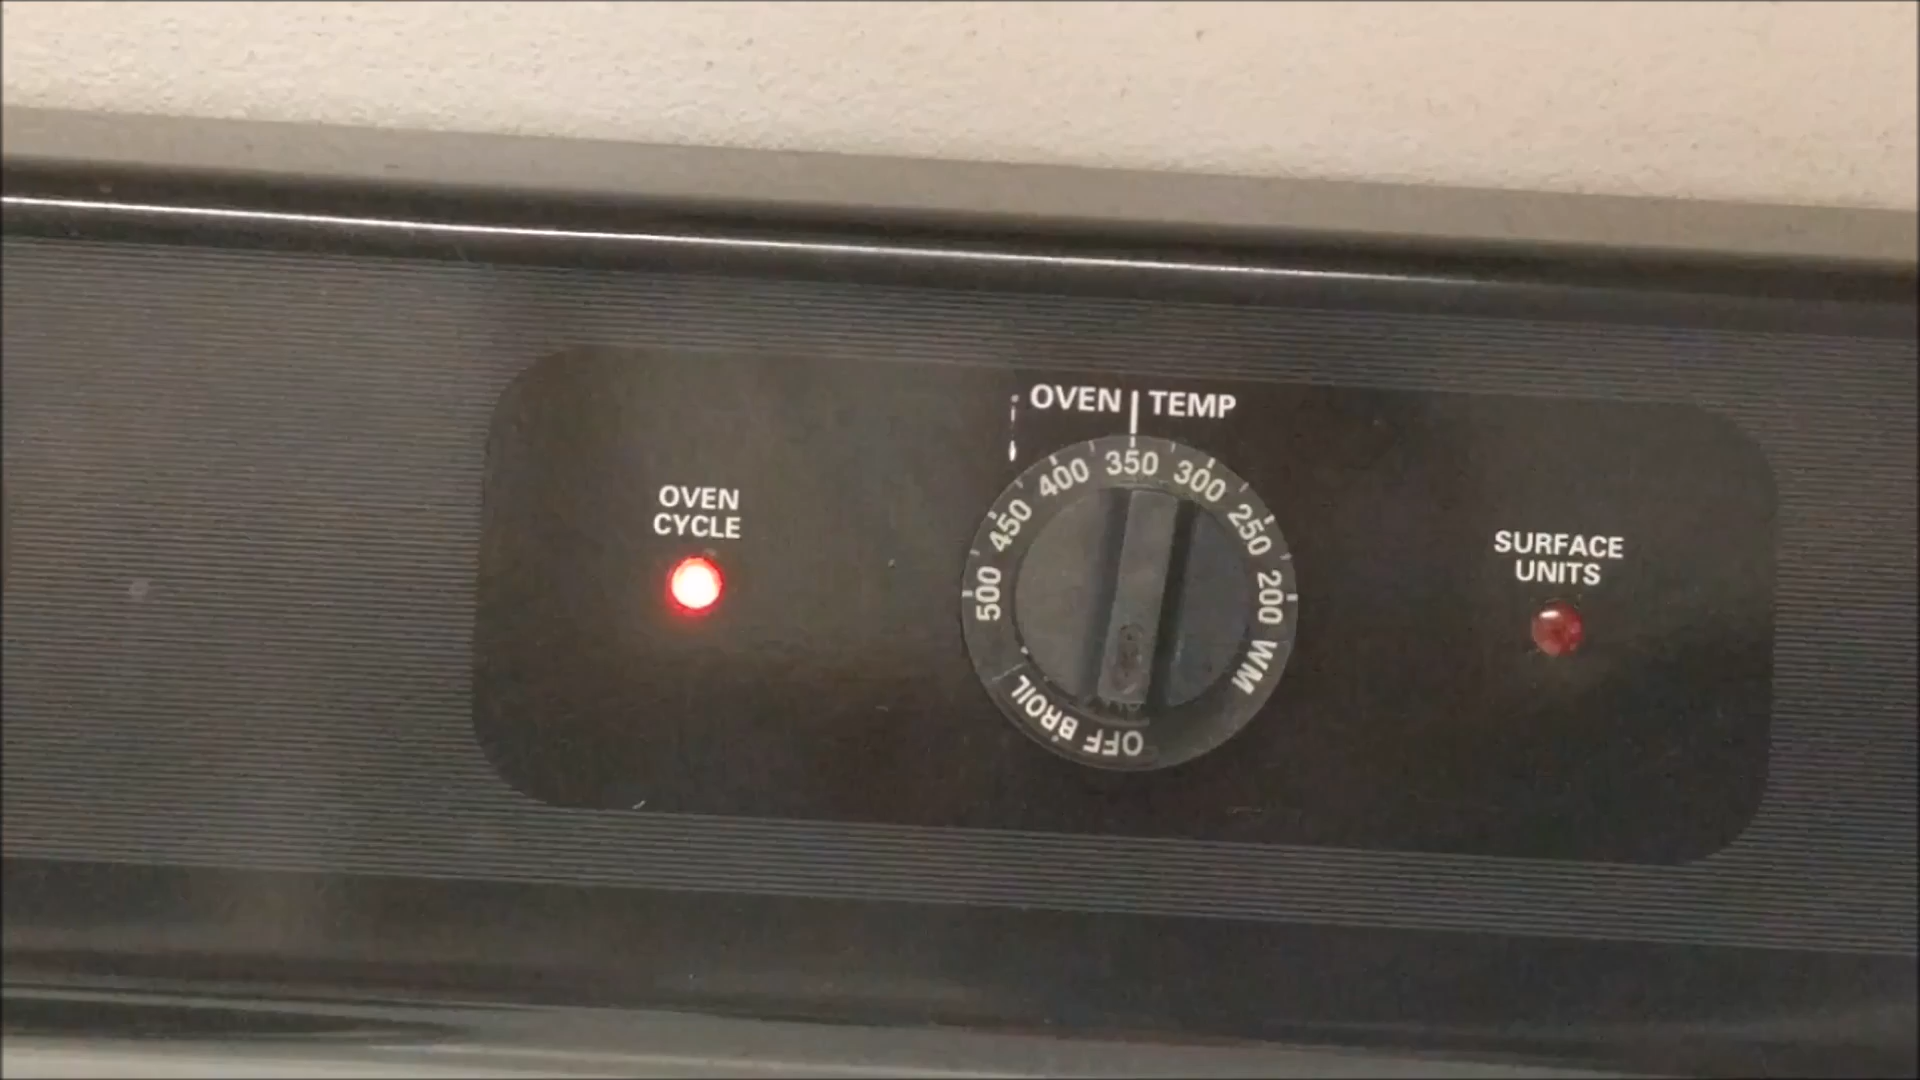 OVEN TEMP
OVEN
CYCLE
500
450
400
350
300
250
200
WM
OFF
BROIL
SURFACE
UNITS